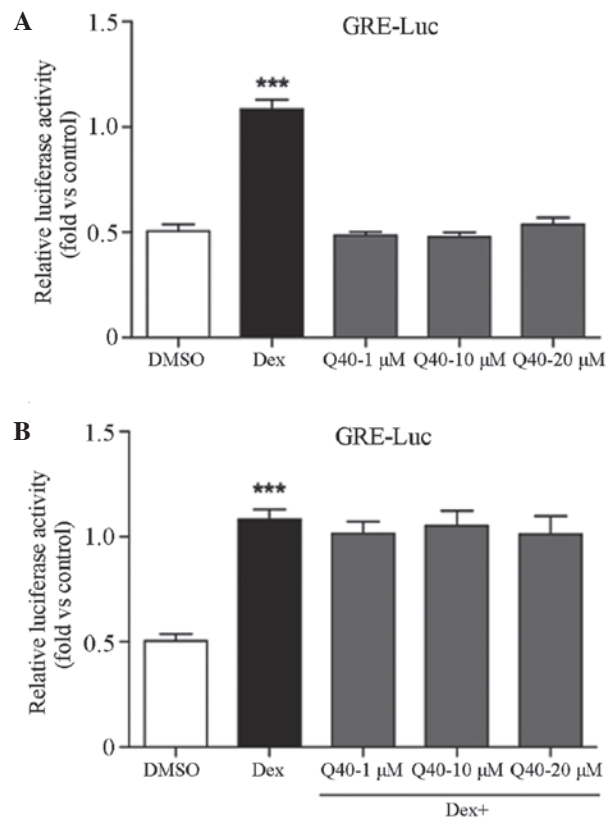 A
GRE-Luc
Relative luciferase activity
(fold vs control)
1.5
1.0
0.5
0
***
DMSO
Dex
Q40-1 µM
Q40-10 µM
Q40-20 µM
B
GRE-Luc
Relative luciferase activity
(fold vs control)
1.5
1.0
0.5
0
***
DMSO
Dex
Q40-1 µM
Q40-10 µM
Q40-20 µM
Dex+